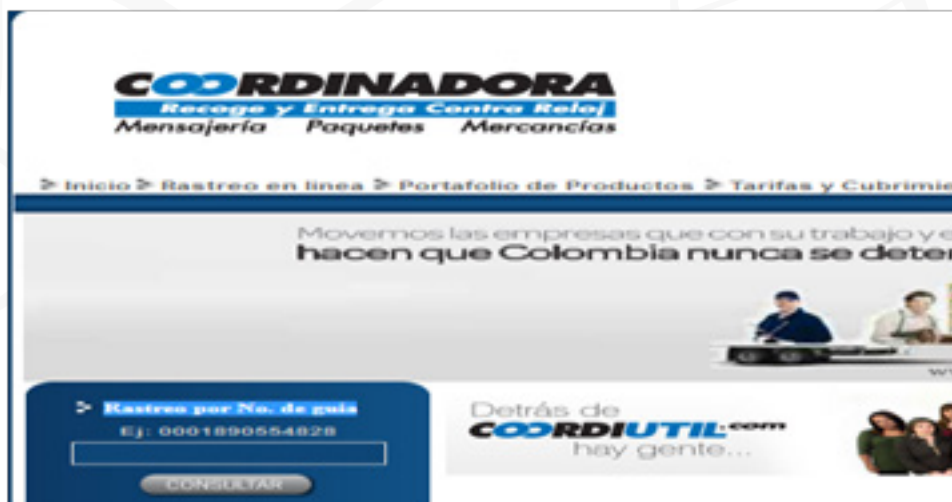 COORDINADORA
Recoge y Entrega Contra Reloj
Mensajería Paquetes Mercancías
Inicio Rastreo en linea Portafolio de Productos Tarifas y Cubrimie
Movemos las empresas que con su trabajo y e
hacen que Colombia nunca se deter
Rastreo por No. de guia
Ej: 0001890554828
CONSULTAR
Detrás de
COORDIUTIL.com
hay gente...